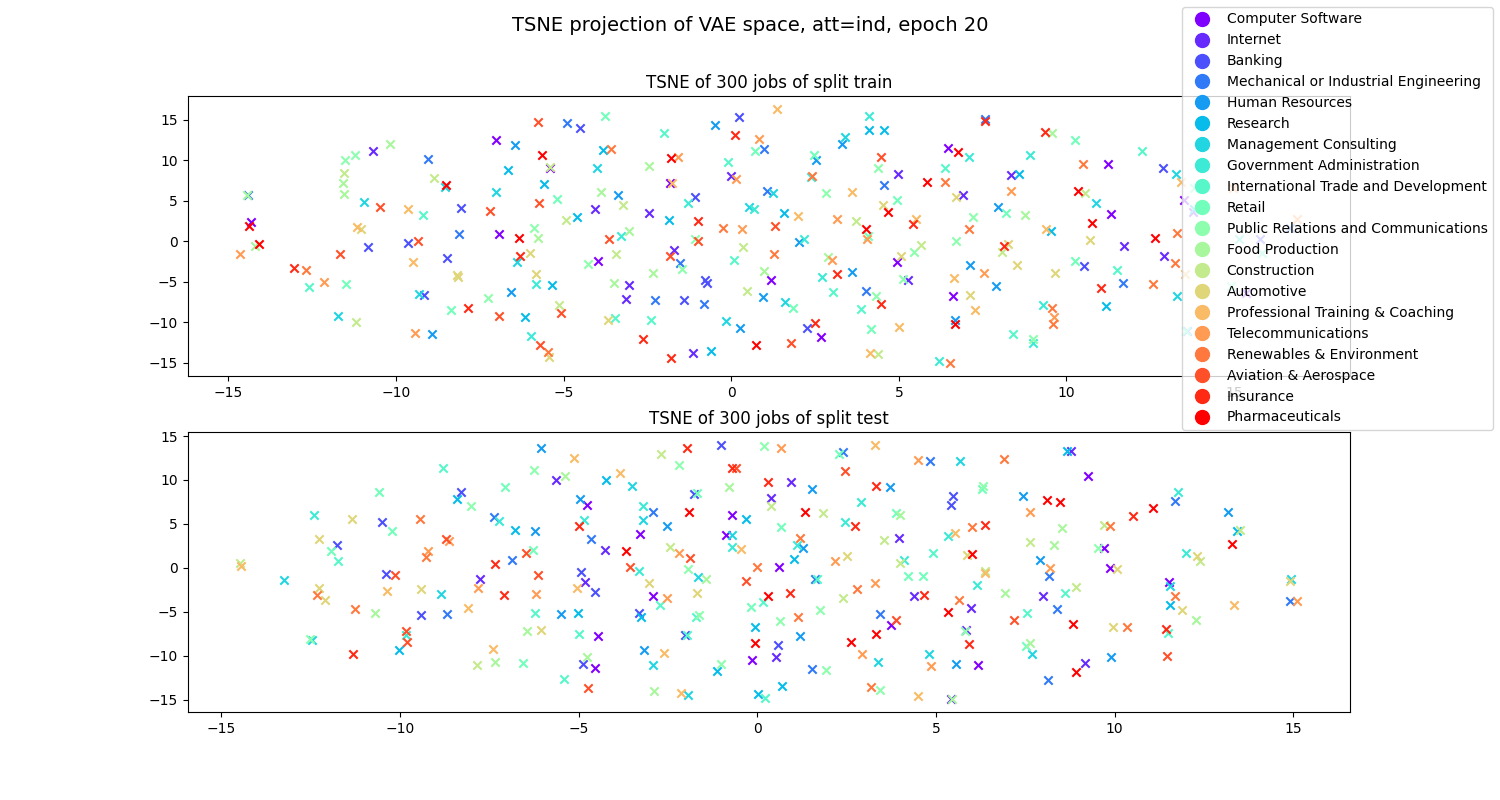 TSNE projection of VAE space, att=ind, epoch 20
TSNE of 300 jobs of split train
15
10
5
0
−5
−10
−15
−15
−10
−5
0
5
10
15
Computer Software
Internet
Banking
Mechanical or Industrial Engineering
Human Resources
Research
Management Consulting
Government Administration
International Trade and Development
Retail
Public Relations and Communications
Food Production
Construction
Automotive
Professional Training & Coaching
Telecommunications
Renewables & Environment
Aviation & Aerospace
Insurance
Pharmaceuticals
TSNE of 300 jobs of split test
15
10
5
0
−5
−10
−15
−15
−10
−5
0
5
10
15